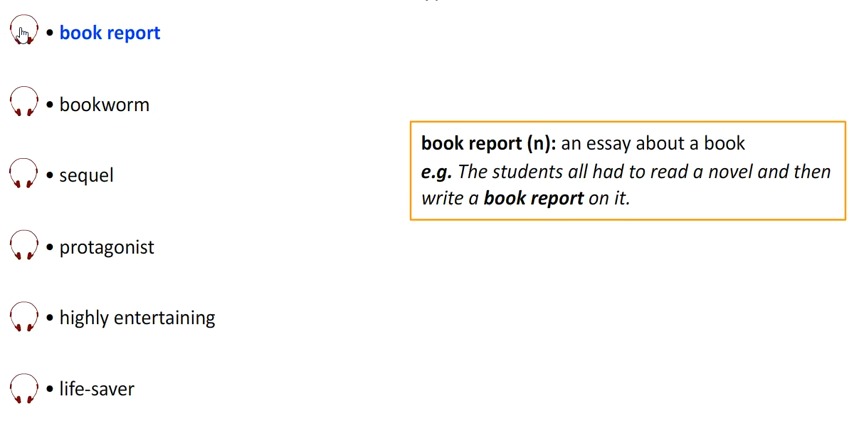 • book report
• bookworm
book report (n): an essay about a book
e.g. The students all had to read a novel and then
write a book report on it.
• sequel
• protagonist
• highly entertaining
• life-saver